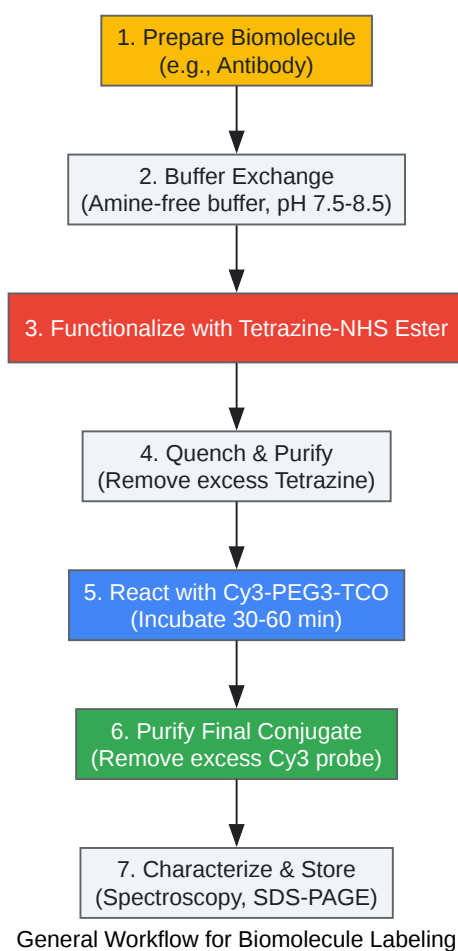 1. Prepare Biomolecule
(e.g., Antibody)
2. Buffer Exchange
(Amine-free buffer, pH 7.5-8.5)
3. Functionalize with Tetrazine-NHS Ester
4. Quench & Purify
(Remove excess Tetrazine)
5. React with Cy3-PEG3-TCO
(Incubate 30-60 min)
6. Purify Final Conjugate
(Remove excess Cy3 probe)
7. Characterize & Store
(Spectroscopy, SDS-PAGE)
General Workflow for Biomolecule Labeling